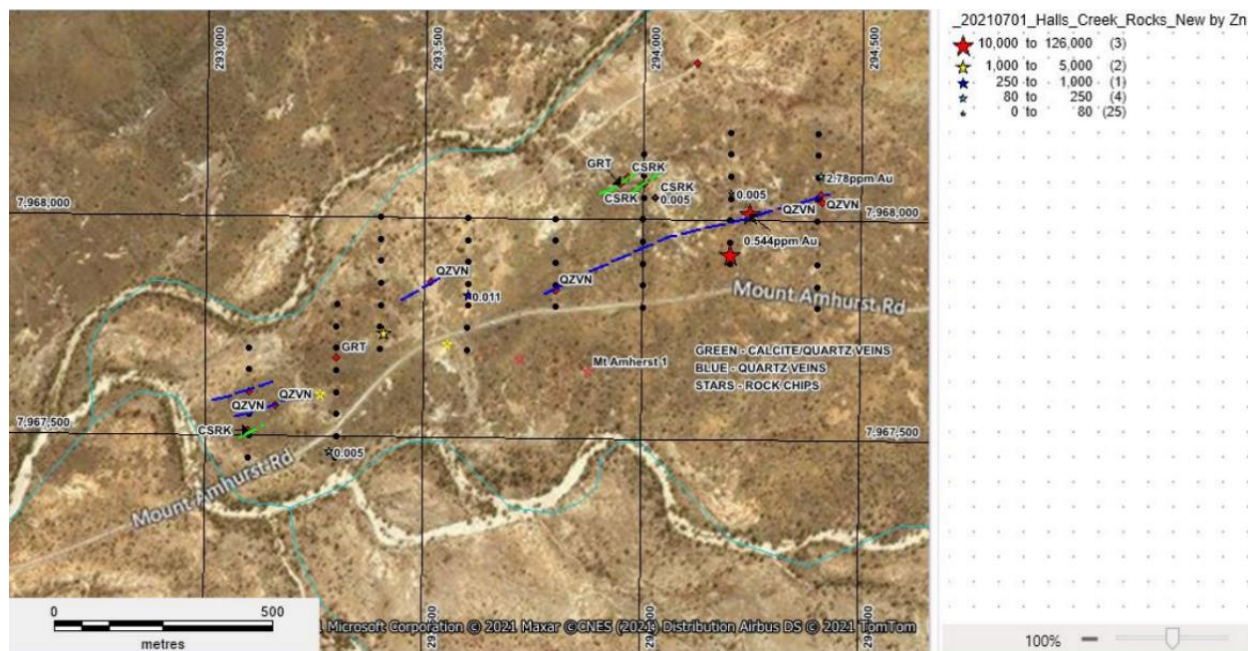 _20210701_Halls_Creek_Rocks_New by Zn
10,000 to 126,000 (3)
1,000 to 5,000 (2)
250 to 1,000 (1)
80 to 250 (4)
0 to 80 (25)
293,000
293,500
294,000
294,500
GRT
CSRK
CSRK
CSRK
0.005
0.005
2.78ppm Au
QZVN
QZVN
7,968,000
7,968,000
0.544ppm Au
QZVN
QZVN
0.011
Mount Amhurst Rd
GRT
Mt Amherst 1
GREEN - CALCITE/QUARTZ VEINS
BLUE - QUARTZ VEINS
STARS - ROCK CHIPS
QZVN
QZVN
7,967,500
CSRK
7,967,500
0.005
Mount Amhurst Rd
0
500
metres
Microsoft Corporation © 2021 Maxar ©CNES (2021) Distribution Airbus DS © 2021 TomTom
100%